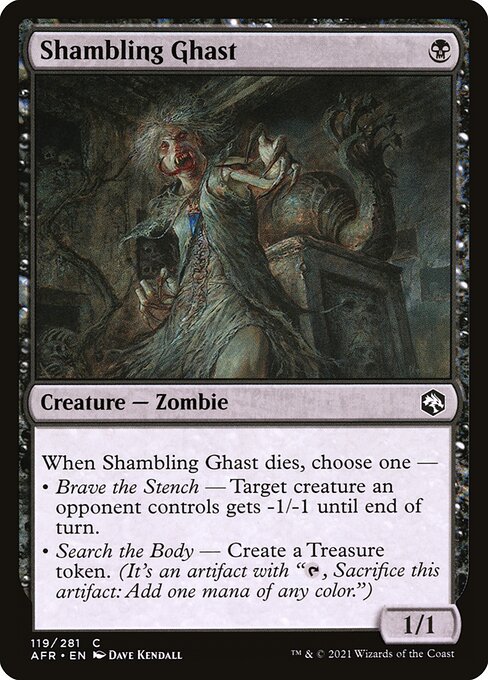 Shambling Ghast
Creature — Zombie
When Shambling Ghast dies, choose one —
• Brave the Stench — Target creature an
opponent controls gets -1/-1 until end of
turn.
• Search the Body — Create a Treasure
token. (It's an artifact with “, Sacrifice this
artifact: Add one mana of any color.”)
1/1
119/281 C
AFR • EN Dave Kendall
™ & © 2021 Wizards of the Coast